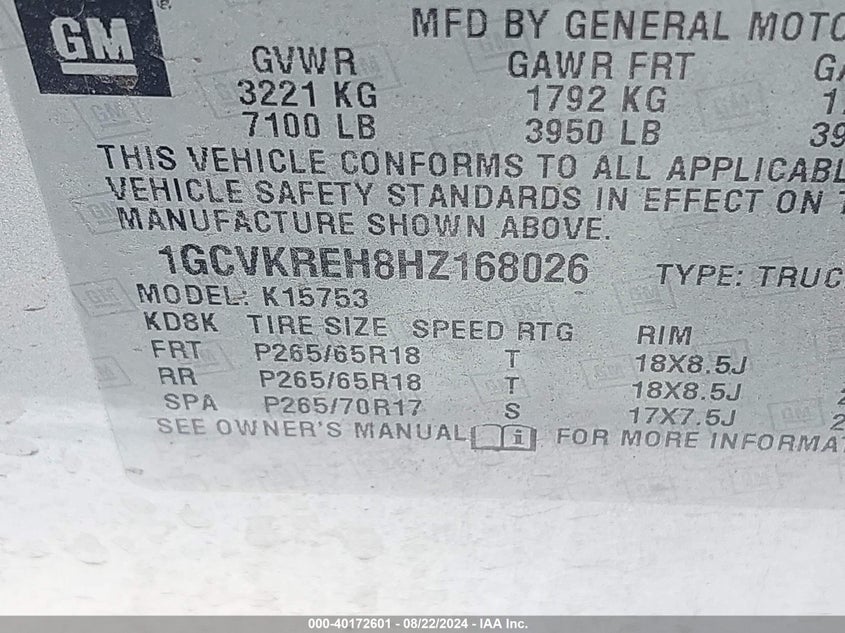 GM
MFD BY GENERAL MOTO
GVWR GAWR FRT GA
3221 KG 1792 KG
7100 LB 3950 LB 39
THIS VEHICLE CONFORMS TO ALL APPLICABL
VEHICLE SAFETY STANDARDS IN EFFECT ON T
MANUFACTURE SHOWN ABOVE.
1GCVKREH8HZ168026 TYPE: TRUC
MODEL: K15753
KD8K TIRE SIZE SPEED RTG RIM
FRT P265/65R18 T 18X8.5J
RR P265/65R18 T 18X8.5J
SPA P265/70R17 S 17X7.5J 2
SEE OWNER'S MANUAL i FOR MORE INFORMA
000-40172601 - 08/22/2024 - IAA Inc.